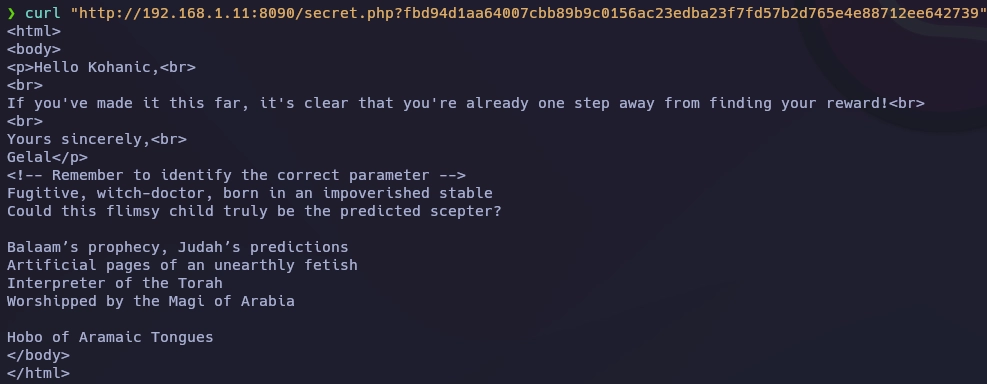 ❯ curl "http://192.168.1.11:8090/secret.php?fbd94d1aa64007cbb89b9c0156ac23edba23f7fd57b2d765e4e88712ee642739"
<html>
<body>
<p>Hello Kohanic,<br>
<br>
If you've made it this far, it's clear that you're already one step away from finding your reward!<br>
<br>
Yours sincerely,<br>
Gelal</p>
<!-- Remember to identify the correct parameter -->
Fugitive, witch-doctor, born in an impoverished stable
Could this flimsy child truly be the predicted scepter?

Balaam’s prophecy, Judah’s predictions
Artificial pages of an unearthly fetish
Interpreter of the Torah
Worshipped by the Magi of Arabia

Hobo of Aramaic Tongues
</body>
</html>